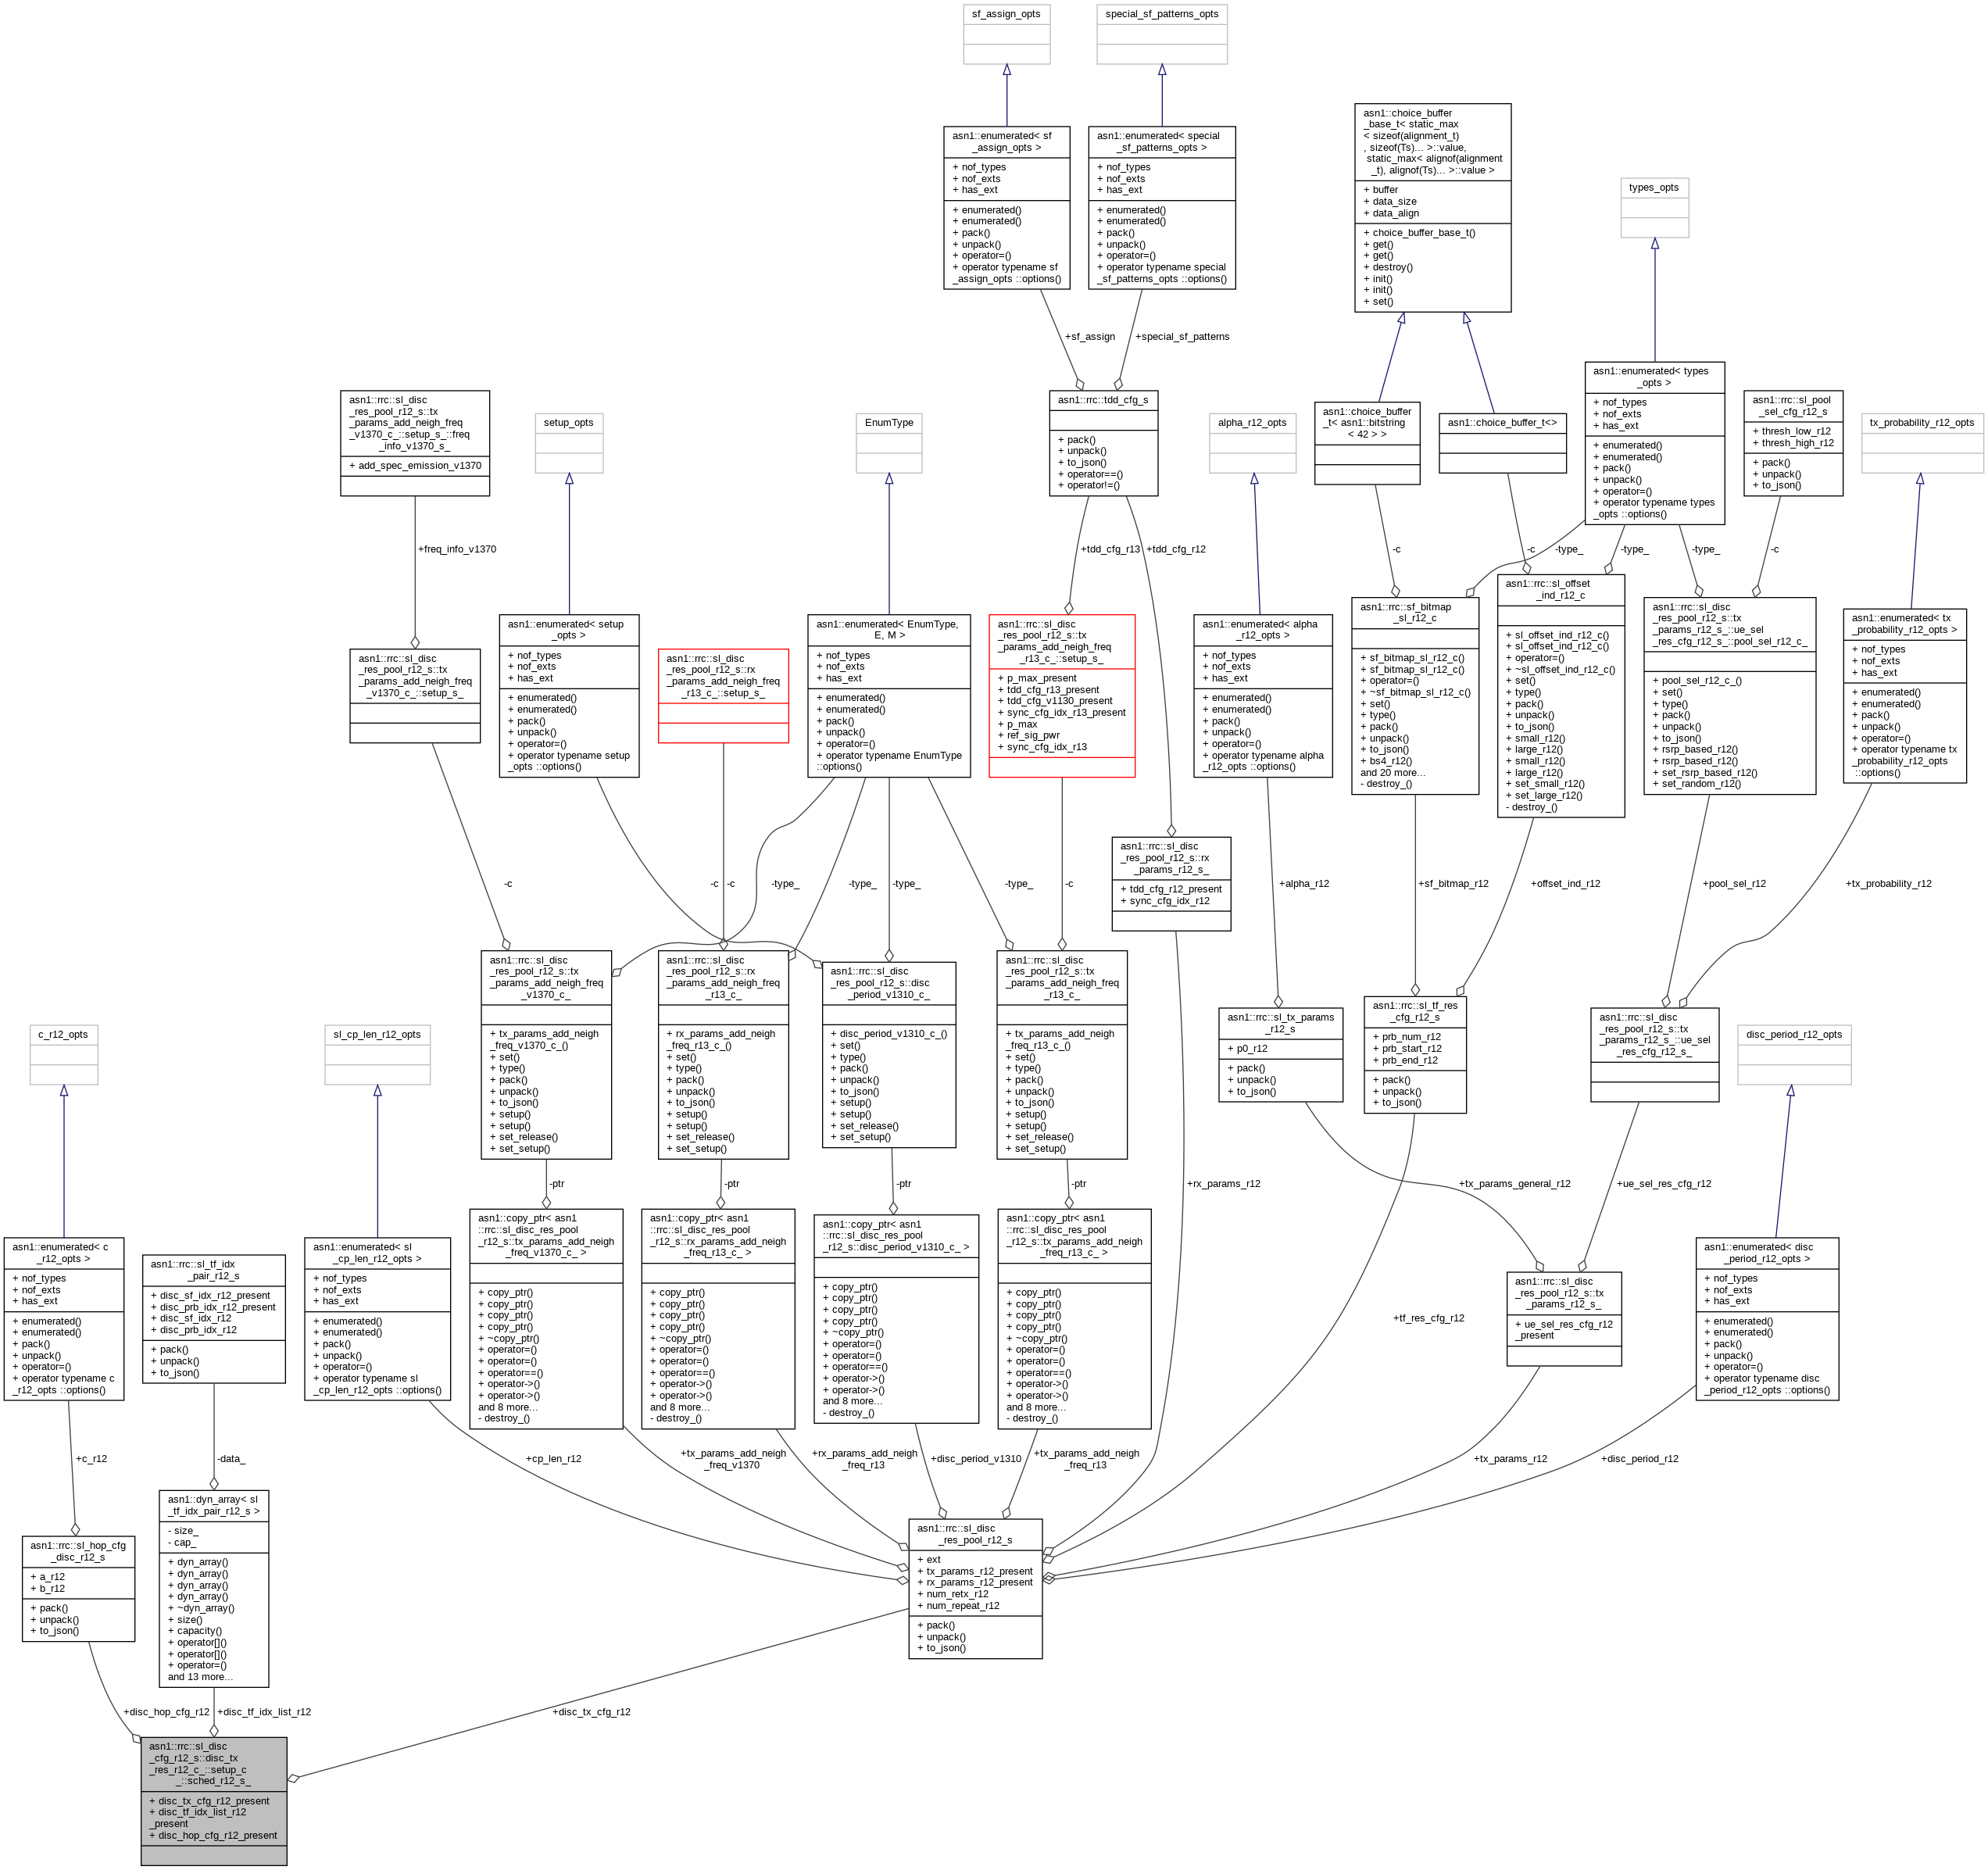 sf_assign_opts
special_sf_patterns_opts
asn1::enumerated< sf
_assign_opts >
+ nof_types
+ nof_exts
+ has_ext
+ enumerated()
+ enumerated()
+ pack()
+ unpack()
+ operator=()
+ operator typename sf
_assign_opts ::options()
asn1::enumerated< special
_sf_patterns_opts >
+ nof_types
+ nof_exts
+ has_ext
+ enumerated()
+ enumerated()
+ pack()
+ unpack()
+ operator=()
+ operator typename special
_sf_patterns_opts ::options()
asn1::choice_buffer
_base_t< static_max
< sizeof(alignment_t)
, sizeof(Ts)... >::value,
static_max< alignof(alignment
_t), alignof(Ts)... >::value >
+ buffer
+ data_size
+ data_align
+ choice_buffer_base_t()
+ get()
+ get()
+ destroy()
+ init()
+ init()
+ set()
types_opts
+sf_assign
+special_sf_patterns
asn1::rrc::sl_disc
_res_pool_r12_s::tx
_params_add_neigh_freq
_v1370_c_::setup_s_::freq
_info_v1370_s_
+ add_spec_emission_v1370
setup_opts
EnumType
asn1::rrc::tdd_cfg_s
+ pack()
+ unpack()
+ to_json()
+ operator==()
+ operator!=()
alpha_r12_opts
asn1::choice_buffer
_t< asn1::bitstring
< 42 > >
asn1::choice_buffer_t<>
asn1::enumerated< types
_opts >
+ nof_types
+ nof_exts
+ has_ext
+ enumerated()
+ enumerated()
+ pack()
+ unpack()
+ operator=()
+ operator typename types
_opts ::options()
asn1::rrc::sl_pool
_sel_cfg_r12_s
+ thresh_low_r12
+ thresh_high_r12
+ pack()
+ unpack()
+ to_json()
tx_probability_r12_opts
+freq_info_v1370
+tdd_cfg_r13
+tdd_cfg_r12
-c
-c
-type_
-type_
-type_
-c
asn1::rrc::sl_disc
_res_pool_r12_s::tx
_params_add_neigh_freq
_v1370_c_::setup_s_
asn1::enumerated< setup
_opts >
+ nof_types
+ nof_exts
+ has_ext
+ enumerated()
+ enumerated()
+ pack()
+ unpack()
+ operator=()
+ operator typename setup
_opts ::options()
asn1::rrc::sl_disc
_res_pool_r12_s::rx
_params_add_neigh_freq
_r13_c_::setup_s_
asn1::enumerated< EnumType,
E, M >
+ nof_types
+ nof_exts
+ has_ext
+ enumerated()
+ enumerated()
+ pack()
+ unpack()
+ operator=()
+ operator typename EnumType
::options()
asn1::rrc::sl_disc
_res_pool_r12_s::tx
_params_add_neigh_freq
_r13_c_::setup_s_
+ p_max_present
+ tdd_cfg_r13_present
+ tdd_cfg_v1130_present
+ sync_cfg_idx_r13_present
+ p_max
+ ref_sig_pwr
+ sync_cfg_idx_r13
asn1::rrc::sl_disc
_res_pool_r12_s::rx
_params_r12_s_
+ tdd_cfg_r12_present
+ sync_cfg_idx_r12
asn1::enumerated< alpha
_r12_opts >
+ nof_types
+ nof_exts
+ has_ext
+ enumerated()
+ enumerated()
+ pack()
+ unpack()
+ operator=()
+ operator typename alpha
_r12_opts ::options()
asn1::rrc::sf_bitmap
_sl_r12_c
+ sf_bitmap_sl_r12_c()
+ sf_bitmap_sl_r12_c()
+ operator=()
+ ~sf_bitmap_sl_r12_c()
+ set()
+ type()
+ pack()
+ unpack()
+ to_json()
+ bs4_r12()
and 20 more...
- destroy_()
asn1::rrc::sl_offset
_ind_r12_c
+ sl_offset_ind_r12_c()
+ sl_offset_ind_r12_c()
+ operator=()
+ ~sl_offset_ind_r12_c()
+ set()
+ type()
+ pack()
+ unpack()
+ to_json()
+ small_r12()
+ large_r12()
+ small_r12()
+ large_r12()
+ set_small_r12()
+ set_large_r12()
- destroy_()
asn1::rrc::sl_disc
_res_pool_r12_s::tx
_params_r12_s_::ue_sel
_res_cfg_r12_s_::pool_sel_r12_c_
+ pool_sel_r12_c_()
+ set()
+ type()
+ pack()
+ unpack()
+ to_json()
+ rsrp_based_r12()
+ rsrp_based_r12()
+ set_rsrp_based_r12()
+ set_random_r12()
asn1::enumerated< tx
_probability_r12_opts >
+ nof_types
+ nof_exts
+ has_ext
+ enumerated()
+ enumerated()
+ pack()
+ unpack()
+ operator=()
+ operator typename tx
_probability_r12_opts
::options()
-c
-c
-c
-type_
-type_
-type_
-type_
-c
+alpha_r12
+sf_bitmap_r12
+offset_ind_r12
+pool_sel_r12
+tx_probability_r12
c_r12_opts
sl_cp_len_r12_opts
asn1::rrc::sl_disc
_res_pool_r12_s::tx
_params_add_neigh_freq
_v1370_c_
+ tx_params_add_neigh
_freq_v1370_c_()
+ set()
+ type()
+ pack()
+ unpack()
+ to_json()
+ setup()
+ setup()
+ set_release()
+ set_setup()
asn1::rrc::sl_disc
_res_pool_r12_s::rx
_params_add_neigh_freq
_r13_c_
+ rx_params_add_neigh
_freq_r13_c_()
+ set()
+ type()
+ pack()
+ unpack()
+ to_json()
+ setup()
+ setup()
+ set_release()
+ set_setup()
asn1::rrc::sl_disc
_res_pool_r12_s::disc
_period_v1310_c_
+ disc_period_v1310_c_()
+ set()
+ type()
+ pack()
+ unpack()
+ to_json()
+ setup()
+ setup()
+ set_release()
+ set_setup()
asn1::rrc::sl_disc
_res_pool_r12_s::tx
_params_add_neigh_freq
_r13_c_
+ tx_params_add_neigh
_freq_r13_c_()
+ set()
+ type()
+ pack()
+ unpack()
+ to_json()
+ setup()
+ setup()
+ set_release()
+ set_setup()
asn1::rrc::sl_tx_params
_r12_s
+ p0_r12
+ pack()
+ unpack()
+ to_json()
asn1::rrc::sl_tf_res
_cfg_r12_s
+ prb_num_r12
+ prb_start_r12
+ prb_end_r12
+ pack()
+ unpack()
+ to_json()
asn1::rrc::sl_disc
_res_pool_r12_s::tx
_params_r12_s_::ue_sel
_res_cfg_r12_s_
disc_period_r12_opts
-ptr
-ptr
-ptr
-ptr
+rx_params_r12
+tx_params_general_r12
+ue_sel_res_cfg_r12
asn1::enumerated< c
_r12_opts >
+ nof_types
+ nof_exts
+ has_ext
+ enumerated()
+ enumerated()
+ pack()
+ unpack()
+ operator=()
+ operator typename c
_r12_opts ::options()
asn1::rrc::sl_tf_idx
_pair_r12_s
+ disc_sf_idx_r12_present
+ disc_prb_idx_r12_present
+ disc_sf_idx_r12
+ disc_prb_idx_r12
+ pack()
+ unpack()
+ to_json()
asn1::enumerated< sl
_cp_len_r12_opts >
+ nof_types
+ nof_exts
+ has_ext
+ enumerated()
+ enumerated()
+ pack()
+ unpack()
+ operator=()
+ operator typename sl
_cp_len_r12_opts ::options()
asn1::copy_ptr< asn1
::rrc::sl_disc_res_pool
_r12_s::tx_params_add_neigh
_freq_v1370_c_ >
+ copy_ptr()
+ copy_ptr()
+ copy_ptr()
+ copy_ptr()
+ ~copy_ptr()
+ operator=()
+ operator=()
+ operator==()
+ operator->()
+ operator->()
and 8 more...
- destroy_()
asn1::copy_ptr< asn1
::rrc::sl_disc_res_pool
_r12_s::rx_params_add_neigh
_freq_r13_c_ >
+ copy_ptr()
+ copy_ptr()
+ copy_ptr()
+ copy_ptr()
+ ~copy_ptr()
+ operator=()
+ operator=()
+ operator==()
+ operator->()
+ operator->()
and 8 more...
- destroy_()
asn1::copy_ptr< asn1
::rrc::sl_disc_res_pool
_r12_s::disc_period_v1310_c_ >
+ copy_ptr()
+ copy_ptr()
+ copy_ptr()
+ copy_ptr()
+ ~copy_ptr()
+ operator=()
+ operator=()
+ operator==()
+ operator->()
+ operator->()
and 8 more...
- destroy_()
asn1::copy_ptr< asn1
::rrc::sl_disc_res_pool
_r12_s::tx_params_add_neigh
_freq_r13_c_ >
+ copy_ptr()
+ copy_ptr()
+ copy_ptr()
+ copy_ptr()
+ ~copy_ptr()
+ operator=()
+ operator=()
+ operator==()
+ operator->()
+ operator->()
and 8 more...
- destroy_()
+tf_res_cfg_r12
asn1::rrc::sl_disc
_res_pool_r12_s::tx
_params_r12_s_
+ ue_sel_res_cfg_r12
_present
asn1::enumerated< disc
_period_r12_opts >
+ nof_types
+ nof_exts
+ has_ext
+ enumerated()
+ enumerated()
+ pack()
+ unpack()
+ operator=()
+ operator typename disc
_period_r12_opts ::options()
+c_r12
-data_
+cp_len_r12
+tx_params_add_neigh
_freq_v1370
+rx_params_add_neigh
_freq_r13
+disc_period_v1310
+tx_params_add_neigh
_freq_r13
+tx_params_r12
+disc_period_r12
asn1::rrc::sl_hop_cfg
_disc_r12_s
+ a_r12
+ b_r12
+ pack()
+ unpack()
+ to_json()
asn1::dyn_array< sl
_tf_idx_pair_r12_s >
- size_
- cap_
+ dyn_array()
+ dyn_array()
+ dyn_array()
+ dyn_array()
+ ~dyn_array()
+ size()
+ capacity()
+ operator[]()
+ operator[]()
+ operator=()
and 13 more...
asn1::rrc::sl_disc
_res_pool_r12_s
+ ext
+ tx_params_r12_present
+ rx_params_r12_present
+ num_retx_r12
+ num_repeat_r12
+ pack()
+ unpack()
+ to_json()
+disc_hop_cfg_r12
+disc_tf_idx_list_r12
+disc_tx_cfg_r12
asn1::rrc::sl_disc
_cfg_r12_s::disc_tx
_res_r12_c_::setup_c
_::sched_r12_s_
+ disc_tx_cfg_r12_present
+ disc_tf_idx_list_r12
_present
+ disc_hop_cfg_r12_present